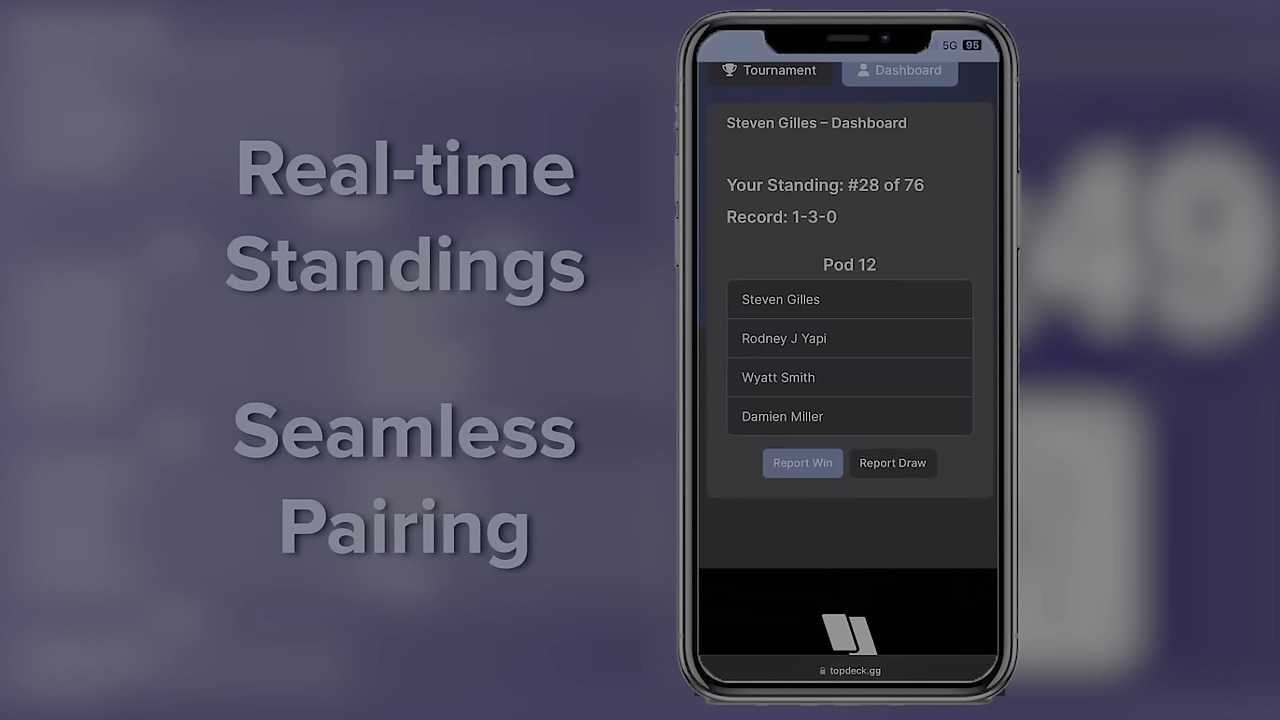 Real-time
Standings
Seamless
Pairing
5G 95
Tournament Dashboard
Steven Gilles – Dashboard
Your Standing: #28 of 76
Record: 1-3-0
Pod 12
Steven Gilles
Rodney J Yapi
Wyatt Smith
Damien Miller
Report Win Report Draw
topdeck.gg
49